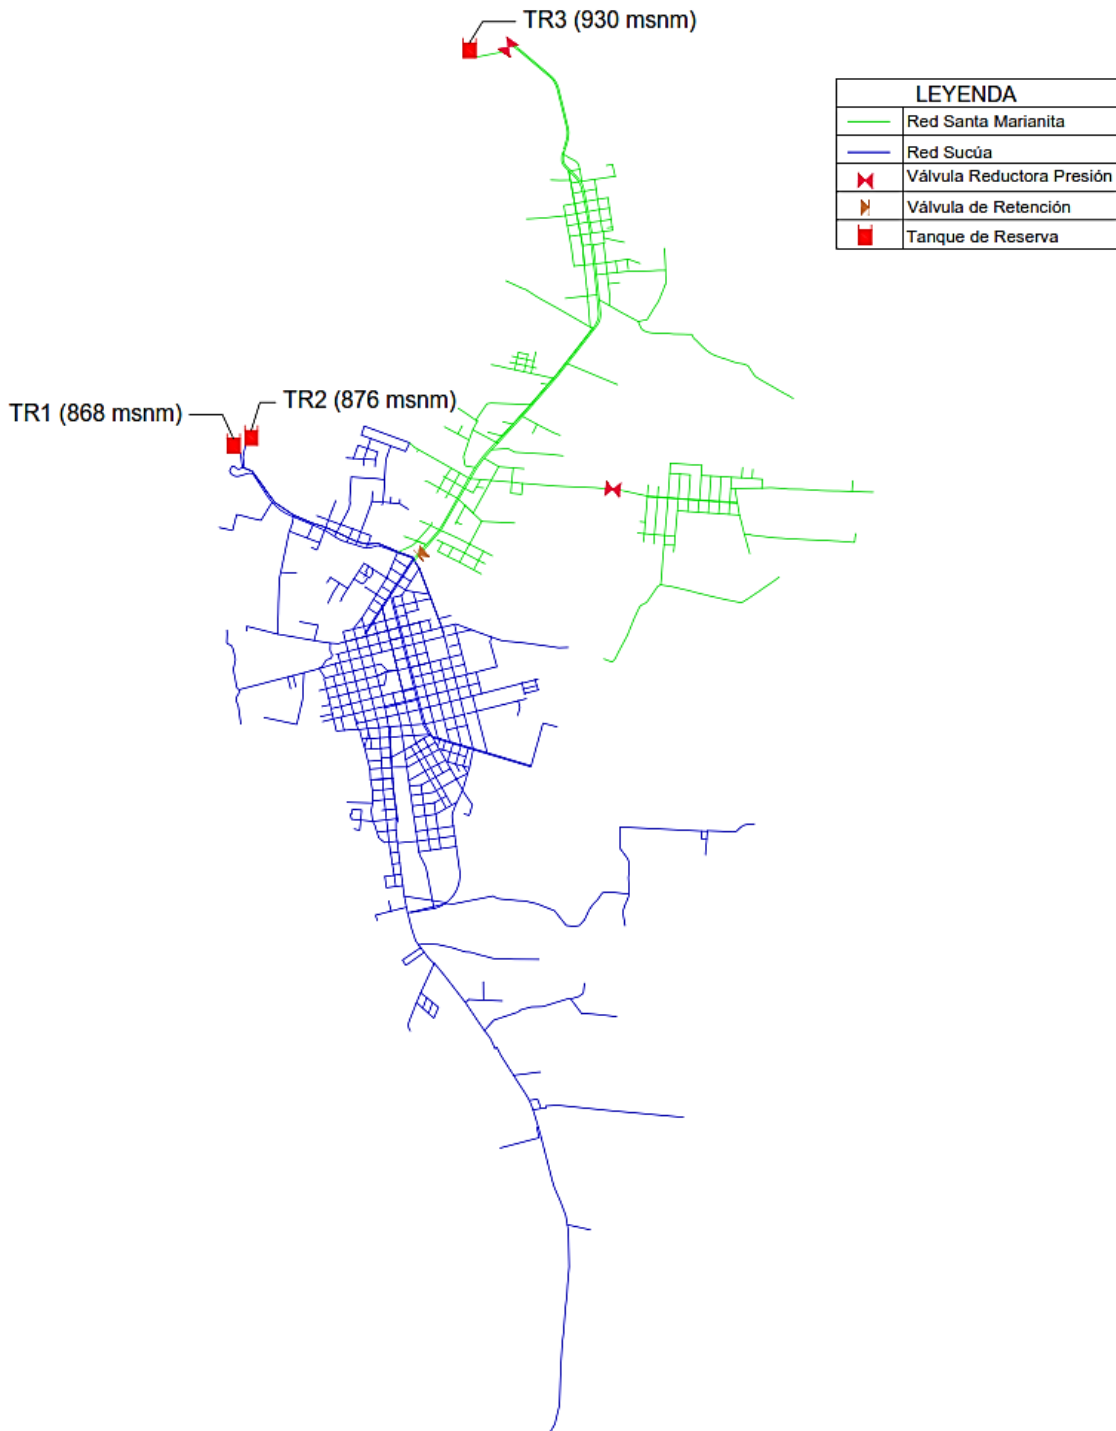 TR3 (930 msnm)
LEYENDA
Red Santa Marianita
Red Sucúa
Válvula Reductora Presión
Válvula de Retención
Tanque de Reserva
TR2 (876 msnm)
TR1 (868 msnm)